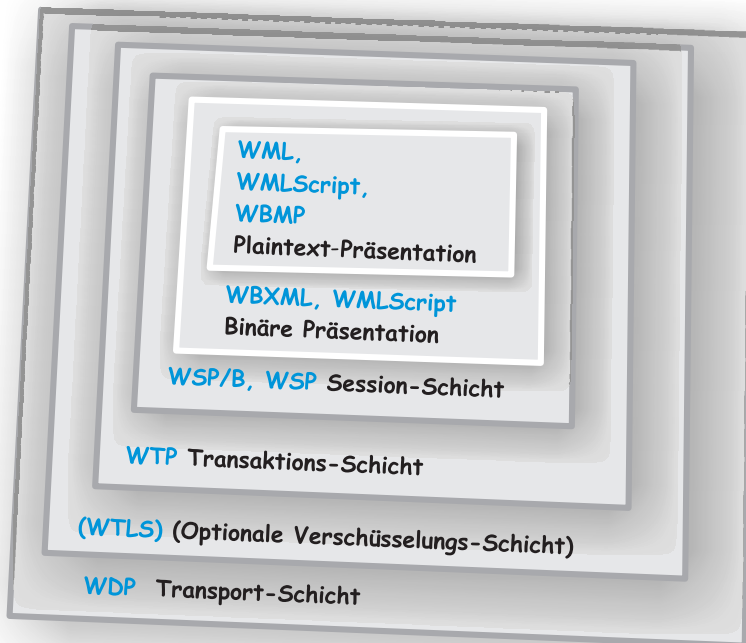 WML,
WMLScript,
WBMP
Plaintext-Präsentation
WBXML, WMLScript
Binäre Präsentation
WSP/B, WSP Session-Schicht
WTP Transaktions-Schicht
(WTLS) (Optionale Verschüsselungs-Schicht)
WDP Transport-Schicht